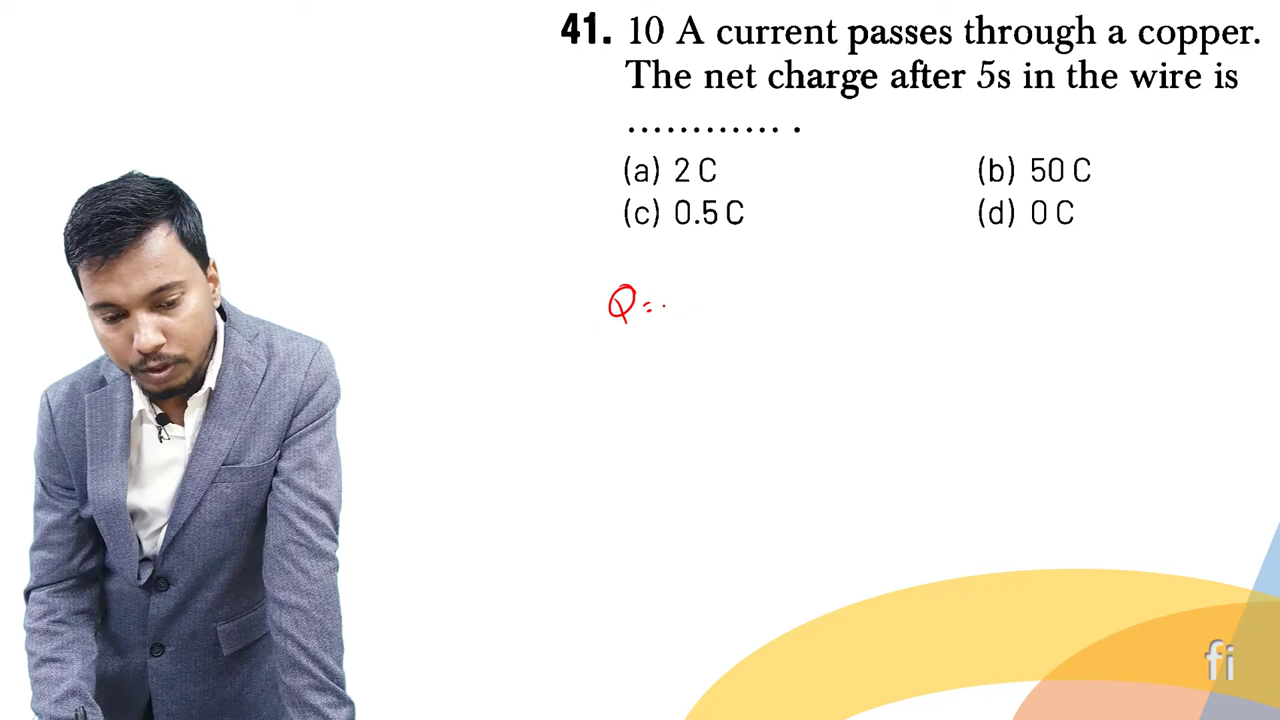 41. 10 A current passes through a copper.
The net charge after 5s in the wire is
............ .
(a) 2 C (b) 50 C
(c) 0.5 C (d) 0 C
Q=
fi